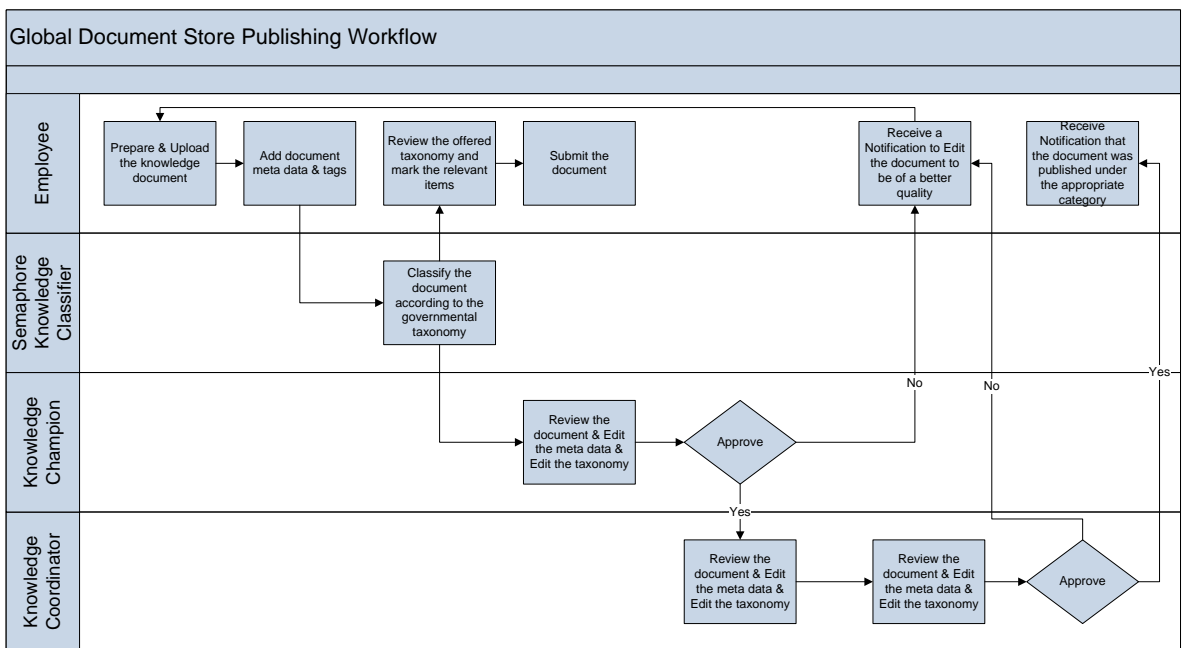 Global Document Store Publishing Workflow
Employee
Prepare & Upload
the knowledge
document
Add document
meta data & tags
Review the offered
taxonomy and
mark the relevant
items
Submit the
document
Receive a
Notification to Edit
the document to
be of a better
quality
Receive
Notification that
the document was
published under
the appropriate
category
Semaphore
Knowledge
Classifier
Classify the
document
according to the
governmental
taxonomy
Yes
No
No
Knowledge
Champion
Review the
document & Edit
the meta data &
Edit the taxonomy
Approve
Yes
Knowledge
Coordinator
Review the
document & Edit
the meta data &
Edit the taxonomy
Review the
document & Edit
the meta data &
Edit the taxonomy
Approve